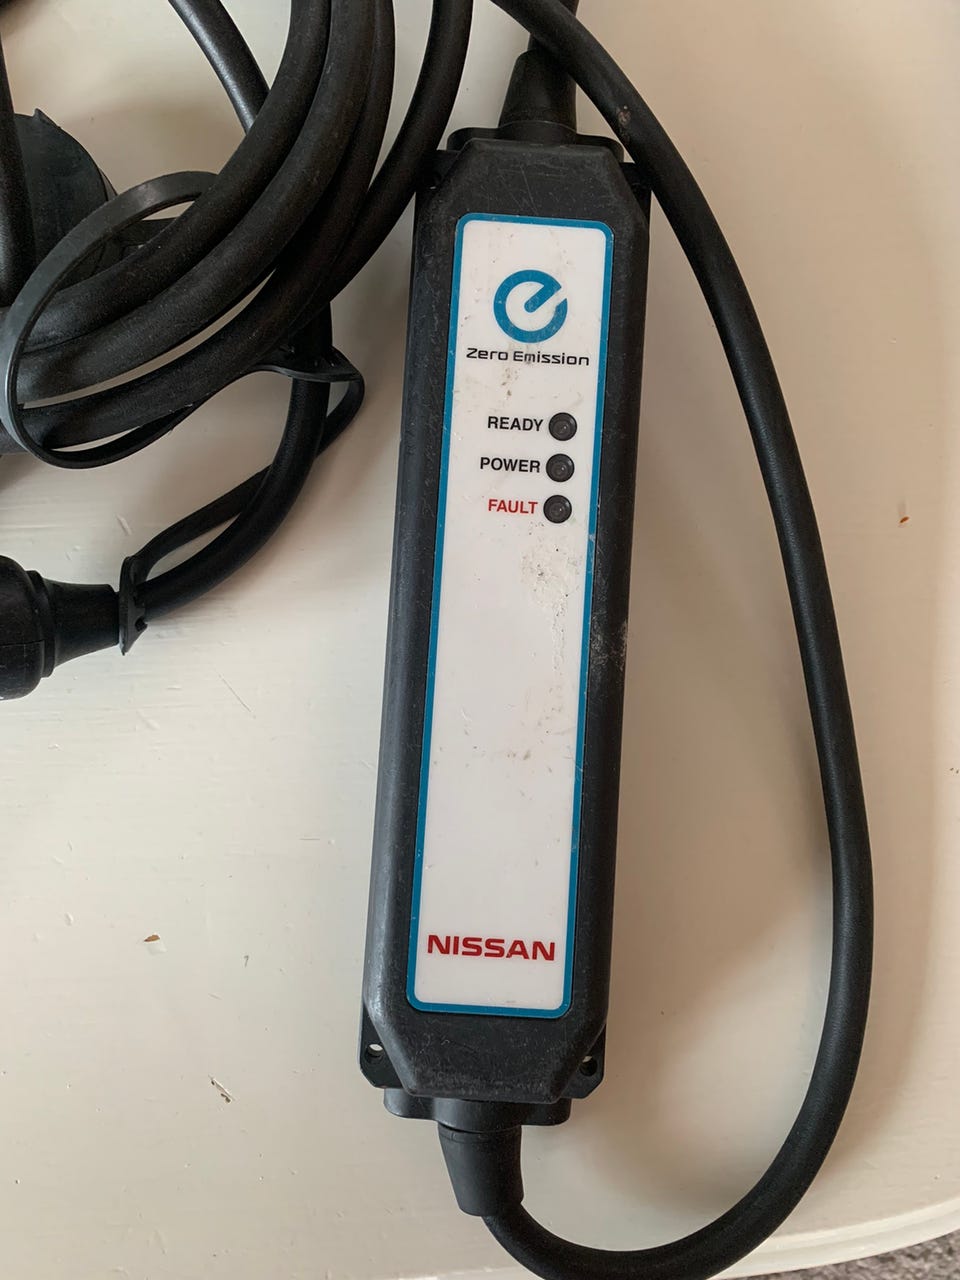 Zero Emission
READY
POWER
FAULT
NISSAN